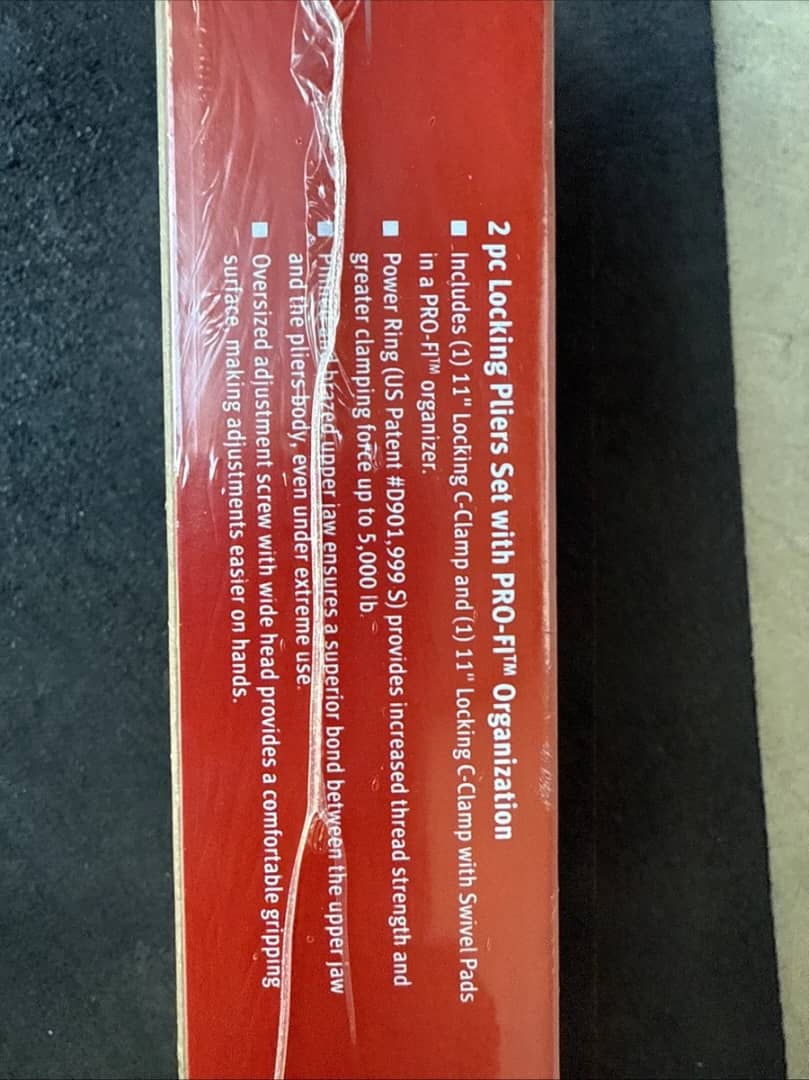 2 pc Locking Pliers Set with PRO-FI™ Organization
■ Includes (1) 11" Locking C-Clamp and (1) 11" Locking C-Clamp with Swivel Pads
in a PRO-FI™ organizer.
■ Power Ring (US Patent #D901,999 S) provides increased thread strength and
greater clamping force up to 5,000 lb.
■ upper jaw ensures a superior bond between the upper jaw
and the pliers body, even under extreme use.
■ Oversized adjustment screw with wide head provides a comfortable gripping
surface, making adjustments easier on hands.